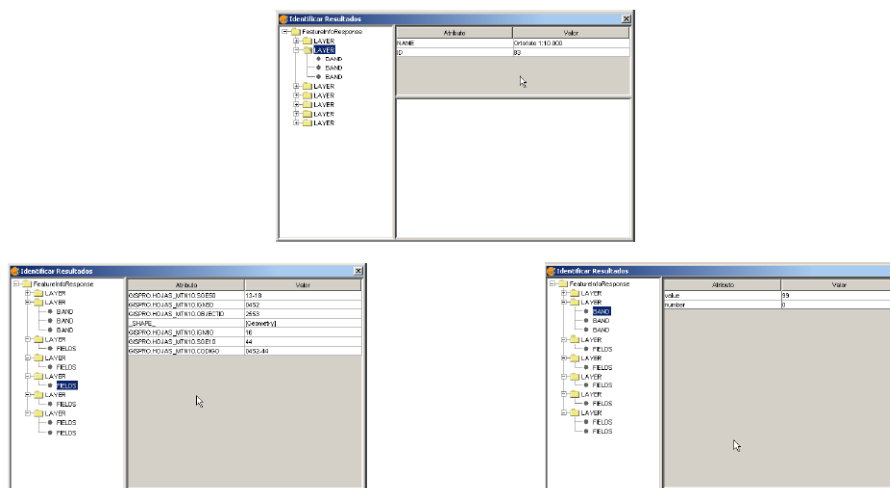 Identificar Resultados
FeatureInfoResponse
LAYER
LAYER
BAND
BAND
BAND
LAYER
LAYER
LAYER
LAYER
LAYER
Atributo Valor
NAME Ortofoto 1:10.000
ID 93
Identificar Resultados
FeatureInfoResponse
LAYER
LAYER
BAND
BAND
BAND
LAYER
FIELDS
LAYER
FIELDS
LAYER
FIELDS
LAYER
FIELDS
LAYER
FIELDS
FIELDS
Atributo Valor
GISPRO.HOJAS_MTN10.SGE50 13-18
GISPRO.HOJAS_MTN10.IGN50 0452
GISPRO.HOJAS_MTN10.OBJECTID 2553
_SHAPE_ [Geometry]
GISPRO.HOJAS_MTN10.IGN10 16
GISPRO.HOJAS_MTN10.SGE10 44
GISPRO.HOJAS_MTN10.CODIGO 0452-44
Identificar Resultados
FeatureInfoResponse
LAYER
LAYER
BAND
BAND
BAND
LAYER
FIELDS
LAYER
FIELDS
LAYER
FIELDS
LAYER
FIELDS
LAYER
FIELDS
FIELDS
Atributo Valor
value 99
number 0